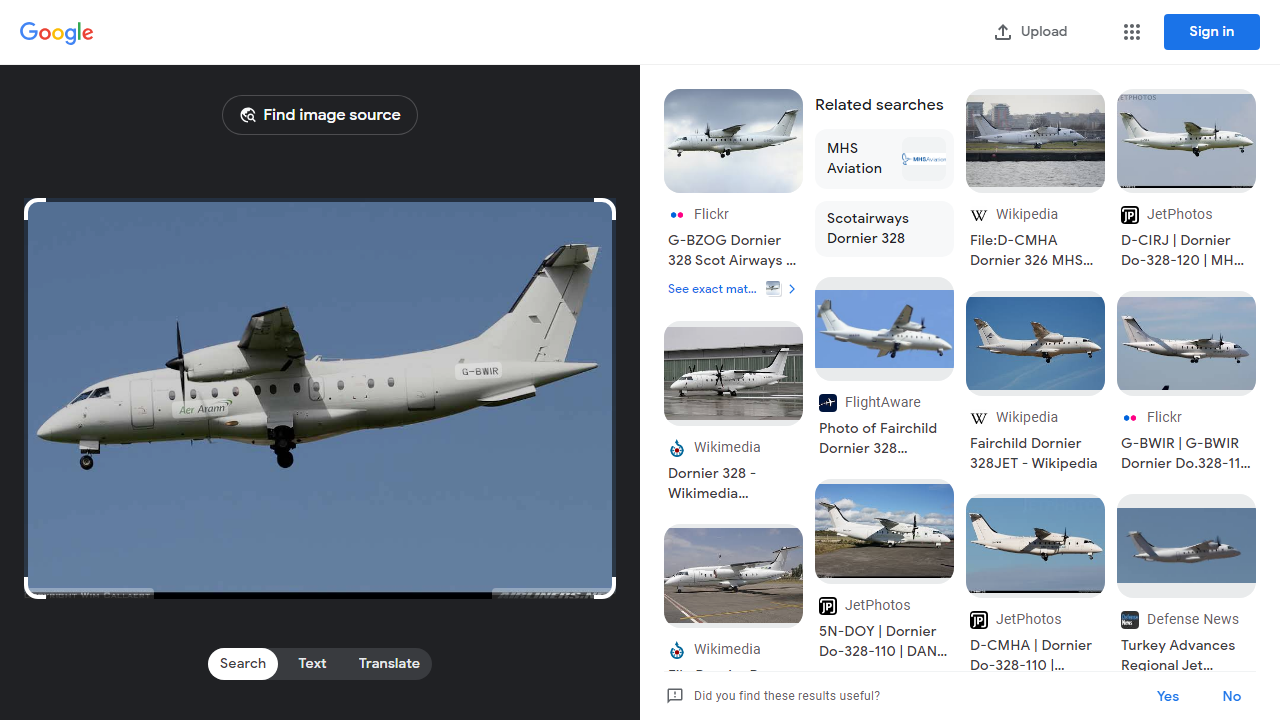 Google
Upload
Sign in
Find image source
G-BWIR
Aer Arann
Search
Text
Translate
Flickr
G-BZOG Dornier
328 Scot Airways ...
See exact mat...
Wikimedia
Dornier 328 -
Wikimedia...
Wikimedia
Related searches
MHS
Aviation
MHS Aviation
Scotairways
Dornier 328
FlightAware
Photo of Fairchild
Dornier 328...
JetPhotos
5N-DOY | Dornier
Do-328-110 | DAN...
Wikipedia
File:D-CMHA
Dornier 326 MHS...
Wikipedia
Fairchild Dornier
328JET - Wikipedia
JetPhotos
D-CMHA | Dornier
Do-328-110 |...
JetPhotos
D-CIRJ | Dornier
Do-328-120 | MH...
Flickr
G-BWIR | G-BWIR
Dornier Do.328-11...
Defense News
Turkey Advances
Regional Jet...
Did you find these results useful?
Yes
No